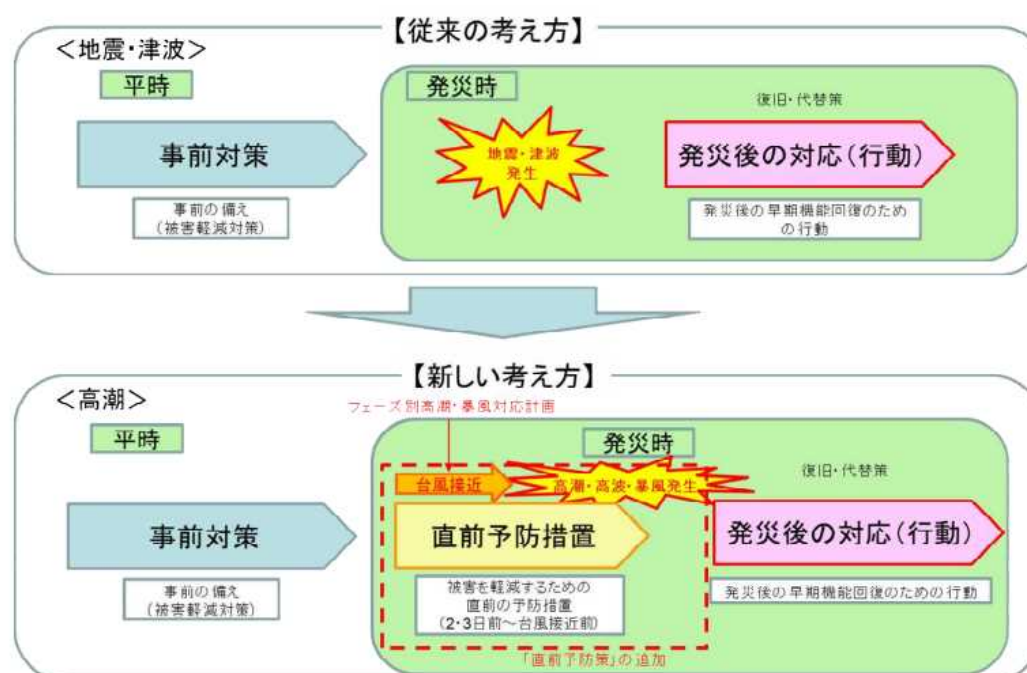 【従来の考え方】
<地震・津波>
平時
発災時
復旧・代替策
事前対策
地震・津波
発生
発災後の対応(行動)
事前の備え
(被害軽減対策)
発災後の早期機能回復のため
の行動
【新しい考え方】
<高潮>
フェーズ別高潮・暴風対応計画
平時
発災時
復旧・代替策
台風接近
高潮・高波・暴風発生
事前対策
直前予防措置
発災後の対応(行動)
事前の備え
(被害軽減対策)
被害を軽減するための
直前の予防措置
(2・3日前~台風接近前)
発災後の早期機能回復のための行動
「直前予防策」の追加